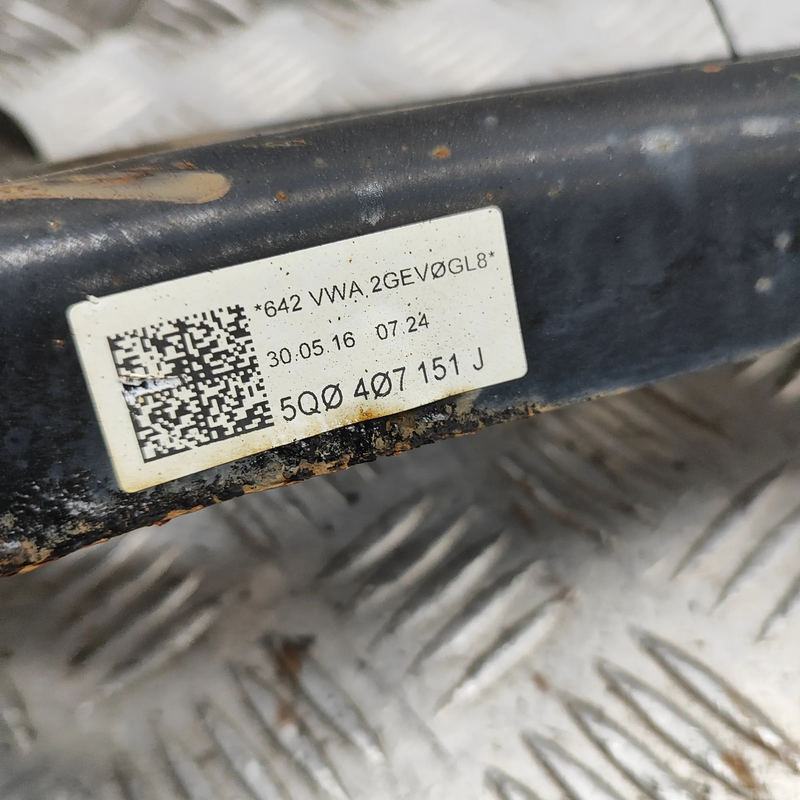 *642 VWA 2GEVØGL8*
30.05.16 07.24
5QØ 4Ø7 151 J